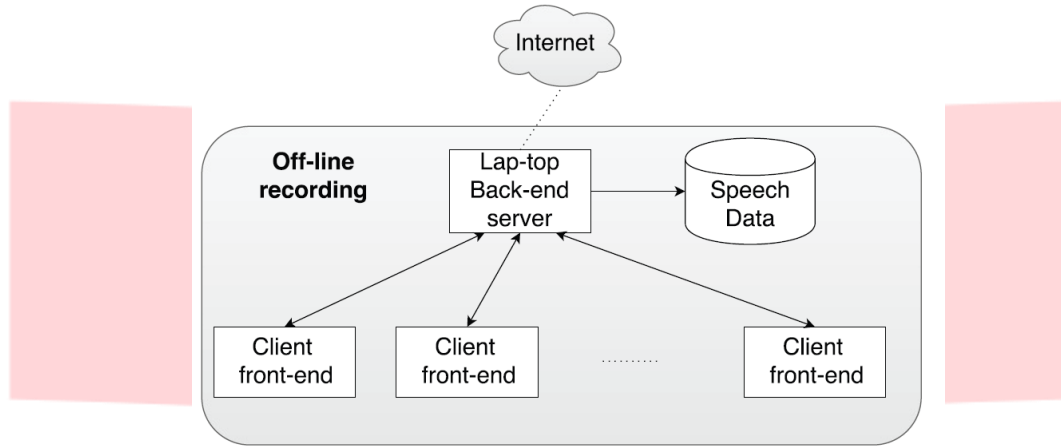 Internet
Off-line
recording
Lap-top
Back-end
server
Speech
Data
Client
front-end
Client
front-end
..........
Client
front-end